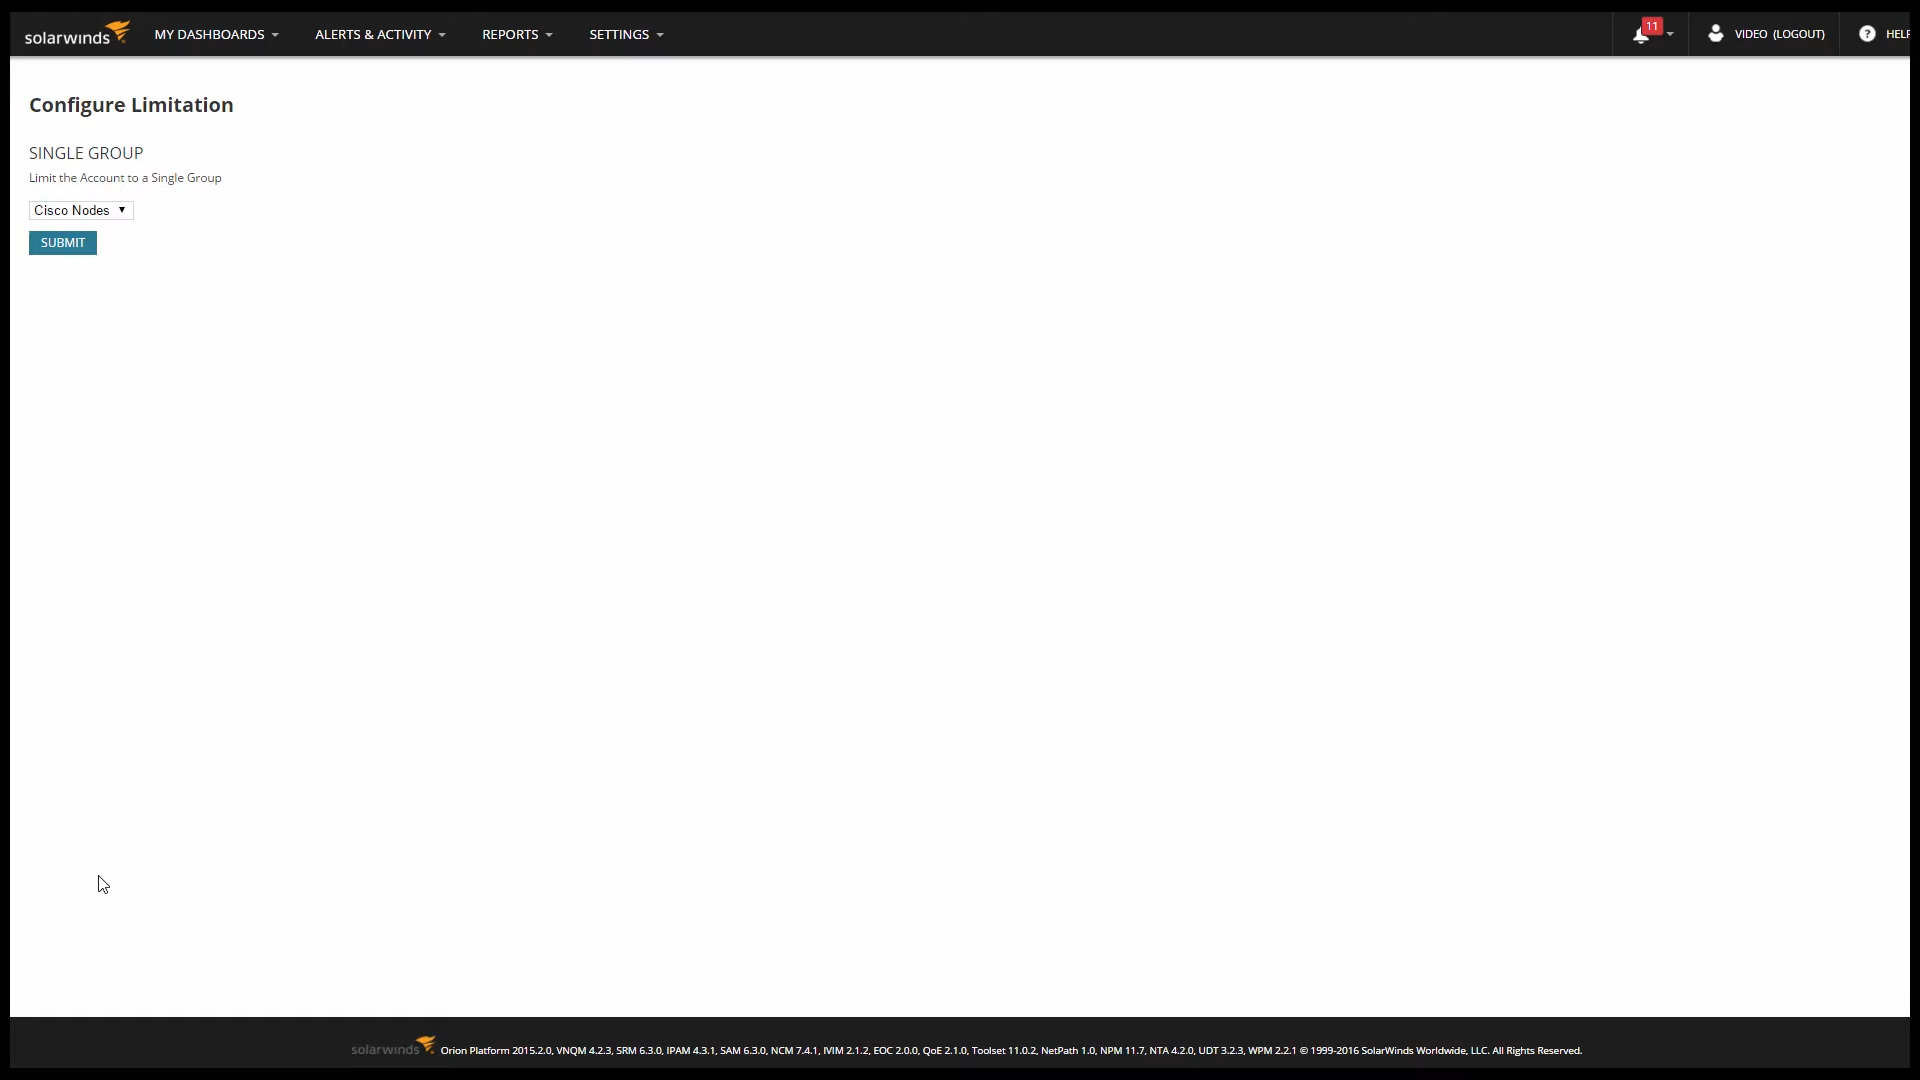 solarwinds MY DASHBOARDS ALERTS & ACTIVITY REPORTS SETTINGS 11 VIDEO (LOGOUT) ? HELP
Configure Limitation
SINGLE GROUP
Limit the Account to a Single Group
Cisco Nodes
SUBMIT
solarwinds Orion Platform 2015.2.0, VNQM 4.2.3, SRM 6.3.0, IPAM 4.3.1, SAM 6.3.0, NCM 7.4.1, IVIM 2.1.2, EOC 2.0.0, QoE 2.1.0, Toolset 11.0.2, NetPath 1.0, NPM 11.7, NTA 4.2.0, UDT 3.2.3, WPM 2.2.1 © 1999-2016 SolarWinds Worldwide, LLC. All Rights Reserved.